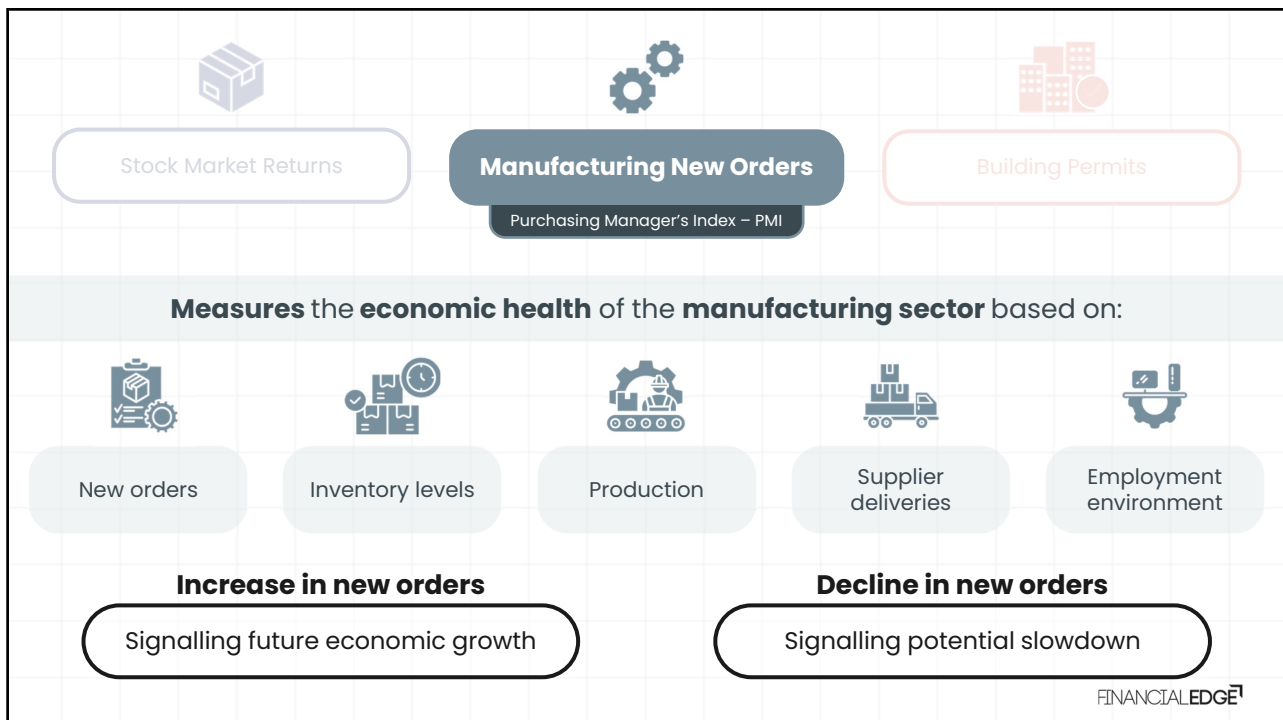 Stock Market Returns
Manufacturing New Orders
Building Permits
Purchasing Manager's Index – PMI
Measures the economic health of the manufacturing sector based on:
New orders
Inventory levels
Production
Supplier
deliveries
Employment
environment
Increase in new orders
Decline in new orders
Signalling future economic growth
Signalling potential slowdown
FINANCIALEDGE